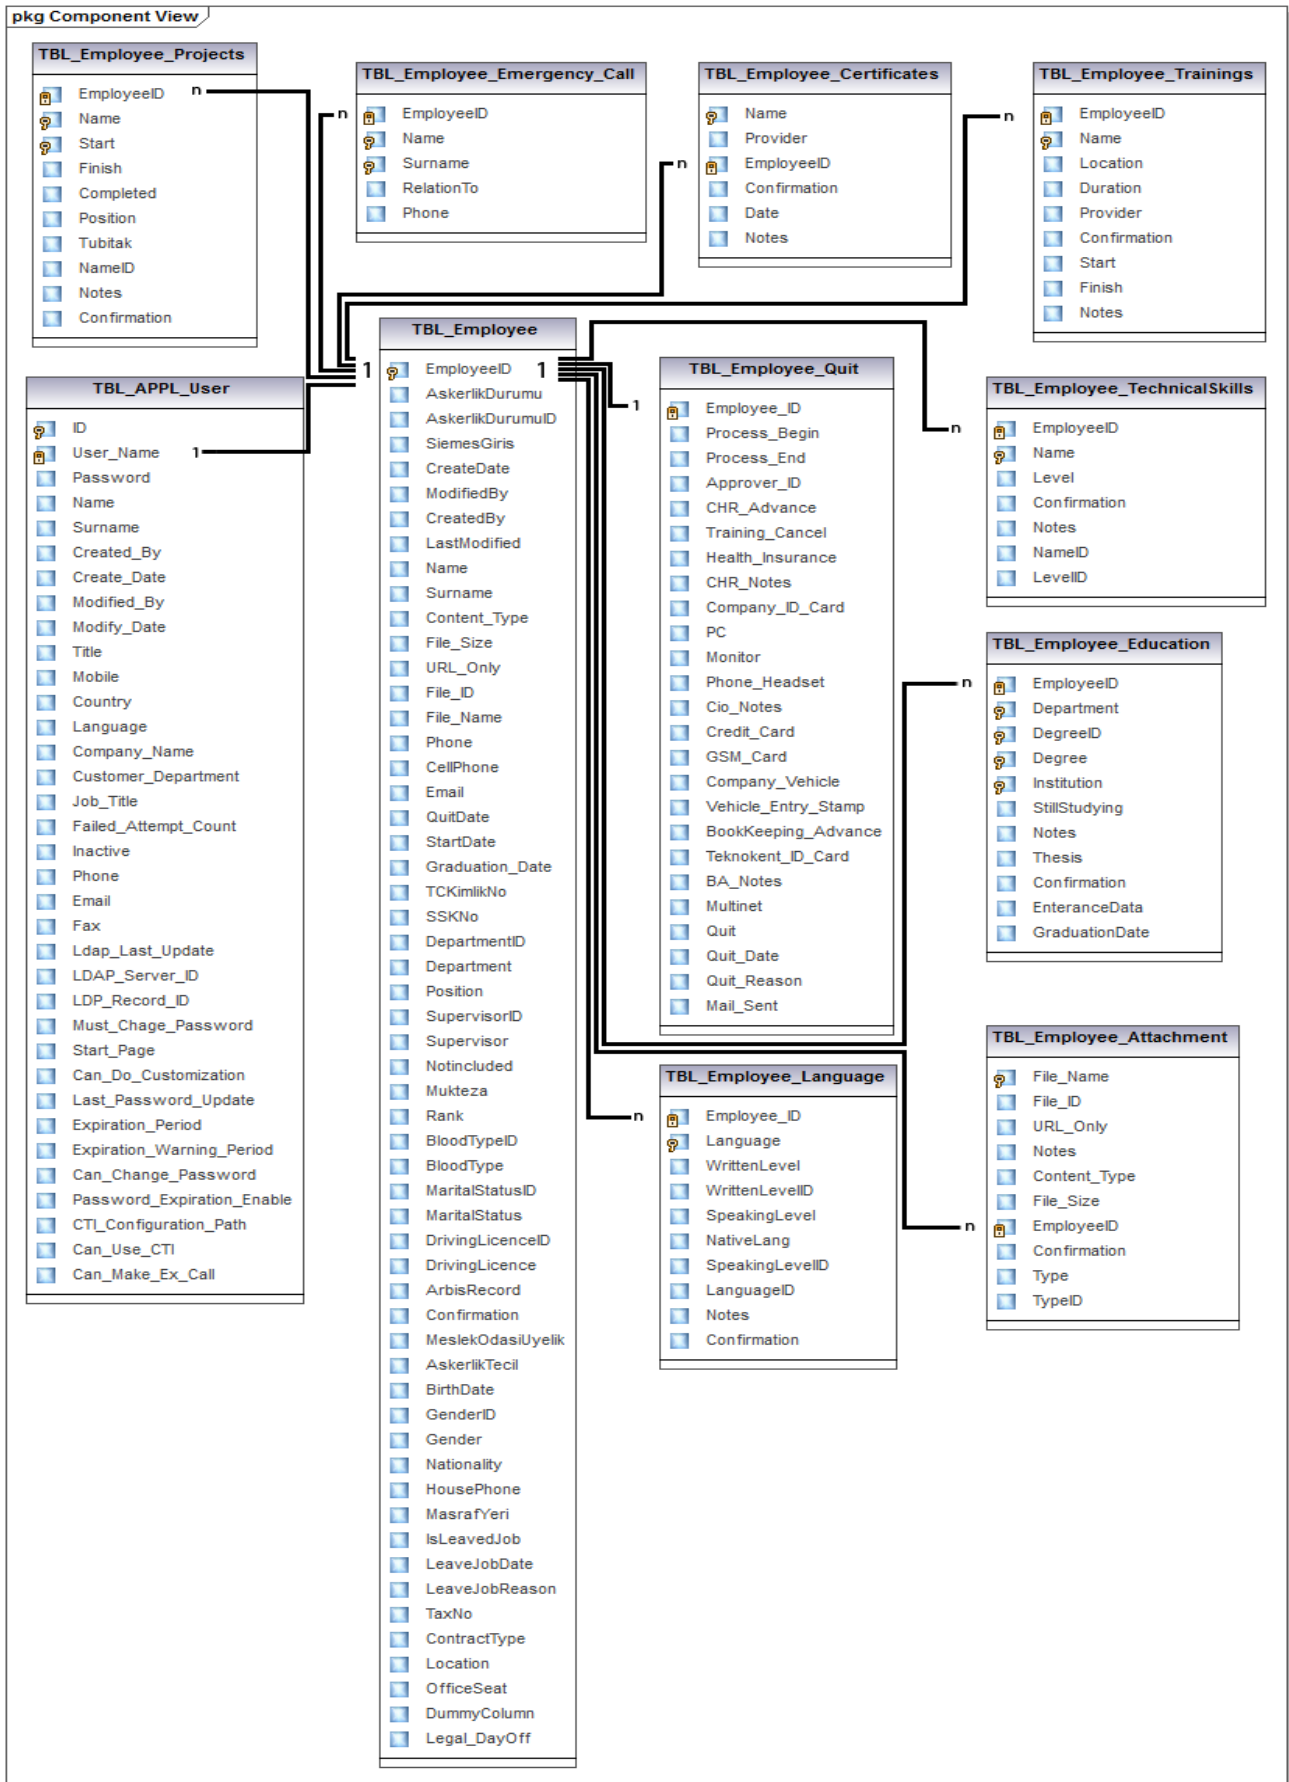 pkg Component View
TBL_Employee_Projects
EmployeeID
n
Name
Start
Finish
Completed
Position
Tubitak
NameID
Notes
Confirmation
TBL_Employee_Emergency_Call
n
EmployeeID
Name
Surname
RelationTo
Phone
TBL_Employee_Certificates
Name
Provider
n
EmployeeID
Confirmation
Date
Notes
TBL_Employee_Trainings
n
EmployeeID
Name
Location
Duration
Provider
Confirmation
Start
Finish
Notes
TBL_APPL_User
ID
User_Name
1
Password
Name
Surname
Created_By
Create_Date
Modified_By
Modify_Date
Title
Mobile
Country
Language
Company_Name
Customer_Department
Job_Title
Failed_Attempt_Count
Inactive
Phone
Email
Fax
Ldap_Last_Update
LDAP_Server_ID
LDP_Record_ID
Must_Chage_Password
Start_Page
Can_Do_Customization
Last_Password_Update
Expiration_Period
Expiration_Warning_Period
Can_Change_Password
Password_Expiration_Enable
CTI_Configuration_Path
Can_Use_CTI
Can_Make_Ex_Call
TBL_Employee
1
EmployeeID
1
AskerlikDurumu
AskerlikDurumuID
SiemesGiris
CreateDate
ModifiedBy
CreatedBy
LastModified
Name
Surname
Content_Type
File_Size
URL_Only
File_ID
File_Name
Phone
CellPhone
Email
QuitDate
StartDate
Graduation_Date
TCKimlikNo
SSKNo
DepartmentID
Department
Position
SupervisorID
Supervisor
Notincluded
Mukteza
Rank
BloodTypeID
BloodType
MaritalStatusID
MaritalStatus
DrivingLicenceID
DrivingLicence
ArbisRecord
Confirmation
MeslekOdasiUyelik
AskerlikTecil
BirthDate
GenderID
Gender
Nationality
HousePhone
MasrafYeri
IsLeavedJob
LeaveJobDate
LeaveJobReason
TaxNo
ContractType
Location
OfficeSeat
DummyColumn
Legal_DayOff
TBL_Employee_Quit
1
Employee_ID
Process_Begin
Process_End
Approver_ID
CHR_Advance
Training_Cancel
Health_Insurance
CHR_Notes
Company_ID_Card
PC
Monitor
Phone_Headset
Cio_Notes
Credit_Card
GSM_Card
Company_Vehicle
Vehicle_Entry_Stamp
BookKeeping_Advance
Teknokent_ID_Card
BA_Notes
Multinet
Quit
Quit_Date
Quit_Reason
Mail_Sent
TBL_Employee_Language
n
Employee_ID
Language
WrittenLevel
WrittenLevelID
SpeakingLevel
NativeLang
SpeakingLevelID
LanguageID
Notes
Confirmation
TBL_Employee_TechnicalSkills
n
EmployeeID
Name
Level
Confirmation
Notes
NameID
LevelID
TBL_Employee_Education
n
EmployeeID
Department
DegreeID
Degree
Institution
StillStudying
Notes
Thesis
Confirmation
EnteranceData
GraduationDate
TBL_Employee_Attachment
File_Name
File_ID
URL_Only
Notes
Content_Type
File_Size
n
EmployeeID
Confirmation
Type
TypeID